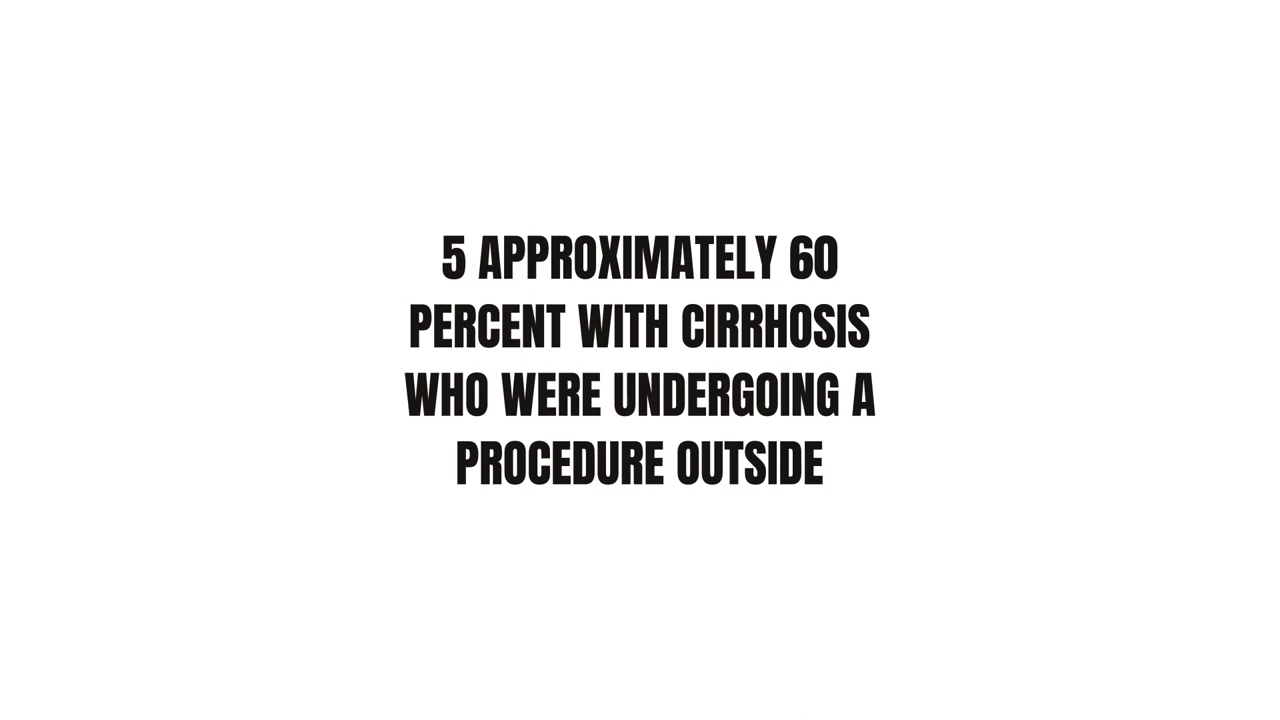 5 APPROXIMATELY 60
PERCENT WITH CIRRHOSIS
WHO WERE UNDERGOING A
PROCEDURE OUTSIDE